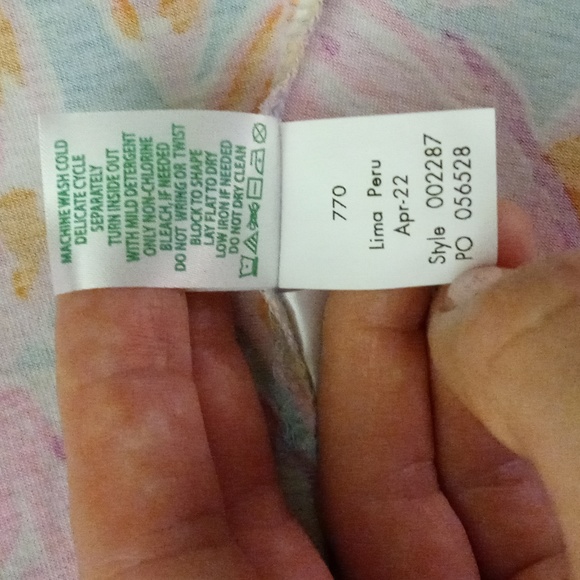 MACHINE WASH COLD
DELICATE CYCLE
SEPARATELY
TURN INSIDE OUT
WITH MILD DETERGENT
ONLY NON-CHLORINE
BLEACH, IF NEEDED
DO NOT WRING OR TWIST
BLOCK TO SHAPE
LAY FLAT TO DRY
LOW IRON IF NEEDED
DO NOT DRY CLEAN
770
Lima Peru
Apr-22
Style 002287
PO 056528